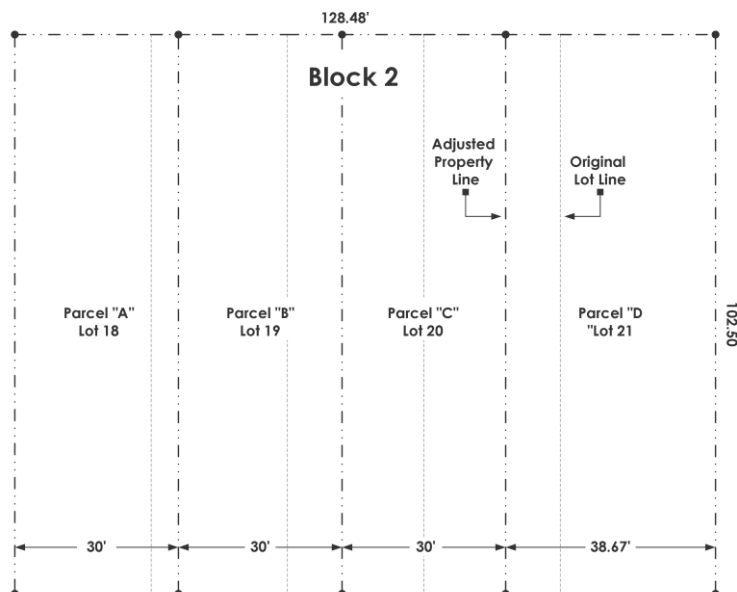 128.48'
Block 2
Adjusted
Property
Line
Original
Lot Line
Parcel "A"
Lot 18
Parcel "B"
Lot 19
Parcel "C"
Lot 20
Parcel "D
"Lot 21
102.50
30'
30'
30'
38.67'